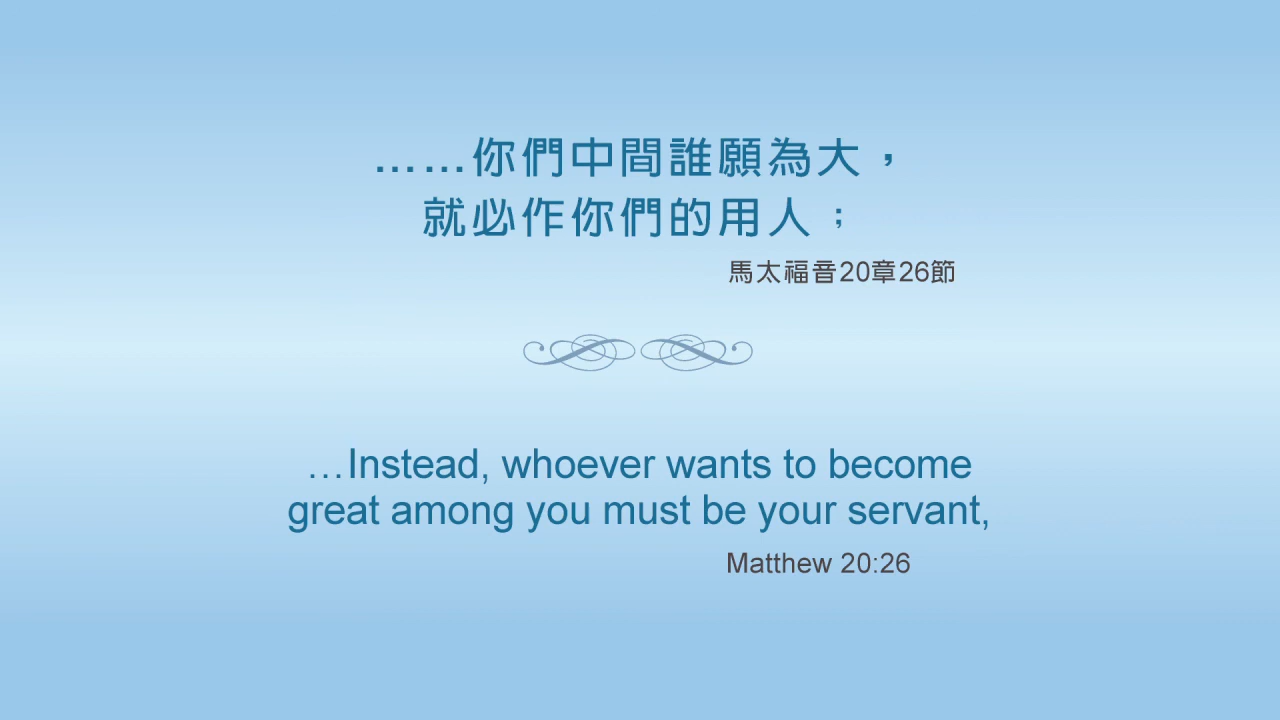 ……你們中間誰願為大，
就必作你們的用人；
馬太福音20章26節
…Instead, whoever wants to become
great among you must be your servant,
Matthew 20:26